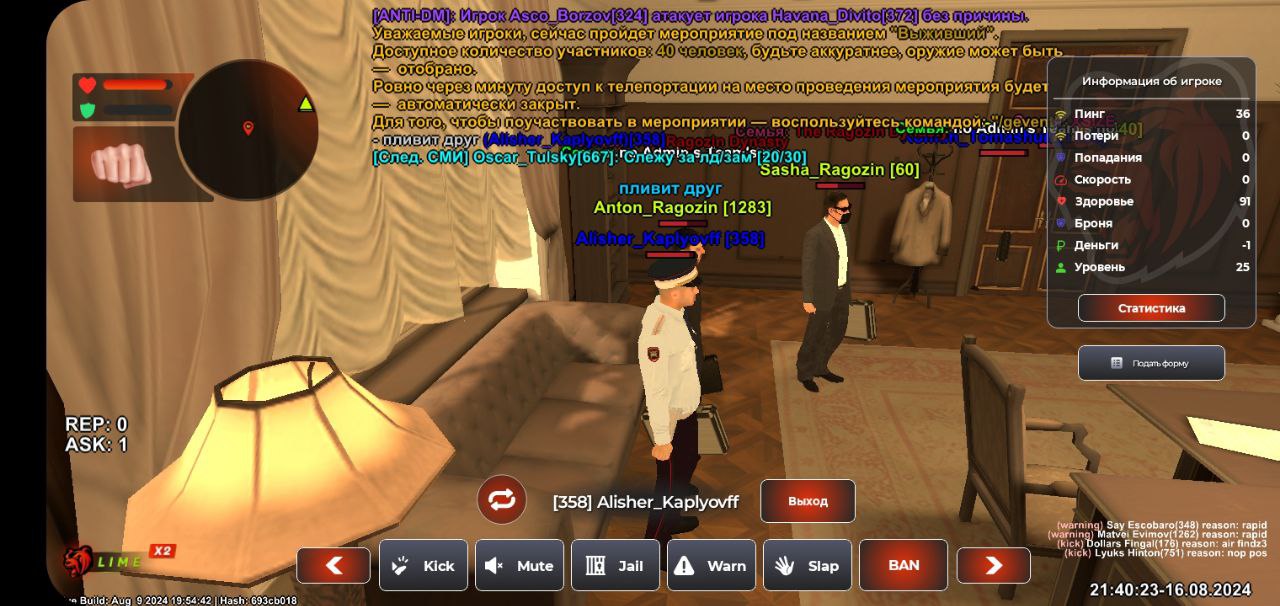 [ANTI-DM]: Игрок Asco_Borzov[324] атакует игрока Havana_Divito[372] без причины.
Уважаемые игроки, сейчас пройдет мероприятие под названием "Выживший".
Доступное количество участников: 40 человек, будьте аккуратнее, оружие может быть
— отобрано.
Ровно через минуту доступ к телепортации на место проведения мероприятия будет
— автоматически закрыт.
Для того, чтобы поучаствовать в мероприятии — воспользуйтесь командой: "/gevent
- пливит друг (Alisher_Kaplyovff)[358]
[След. СМИ] Oscar_Tulsky[667]: Слежу за лд/зам [20/30]
Семья: The Ragozin
Ragozin Dynasty
Sasha_Ragozin [60]
пливит друг
Anton_Ragozin [1283]
Alisher_Kaplyovff [358]
Информация об игроке
Пинг 36
Потери 0
Попадания 0
Скорость 0
Здоровье 91
Броня 0
Деньги -1
Уровень 25
Статистика
Подать форму
REP: 0
ASK: 1
[358] Alisher_Kaplyovff
Выход
LIME X2
Kick
Mute
Jail
Warn
Slap
BAN
(warning) Say Escobaro(348) reason: rapid
(warning) Matvei Evimov(1262) reason: rapid
(kick) Dollars Fingal(176) reason: air findz3
(kick) Lyuks Hinton(751) reason: nop pos
21:40:23-16.08.2024
Build: Aug 9 2024 19:54:42 | Hash: 693cb018